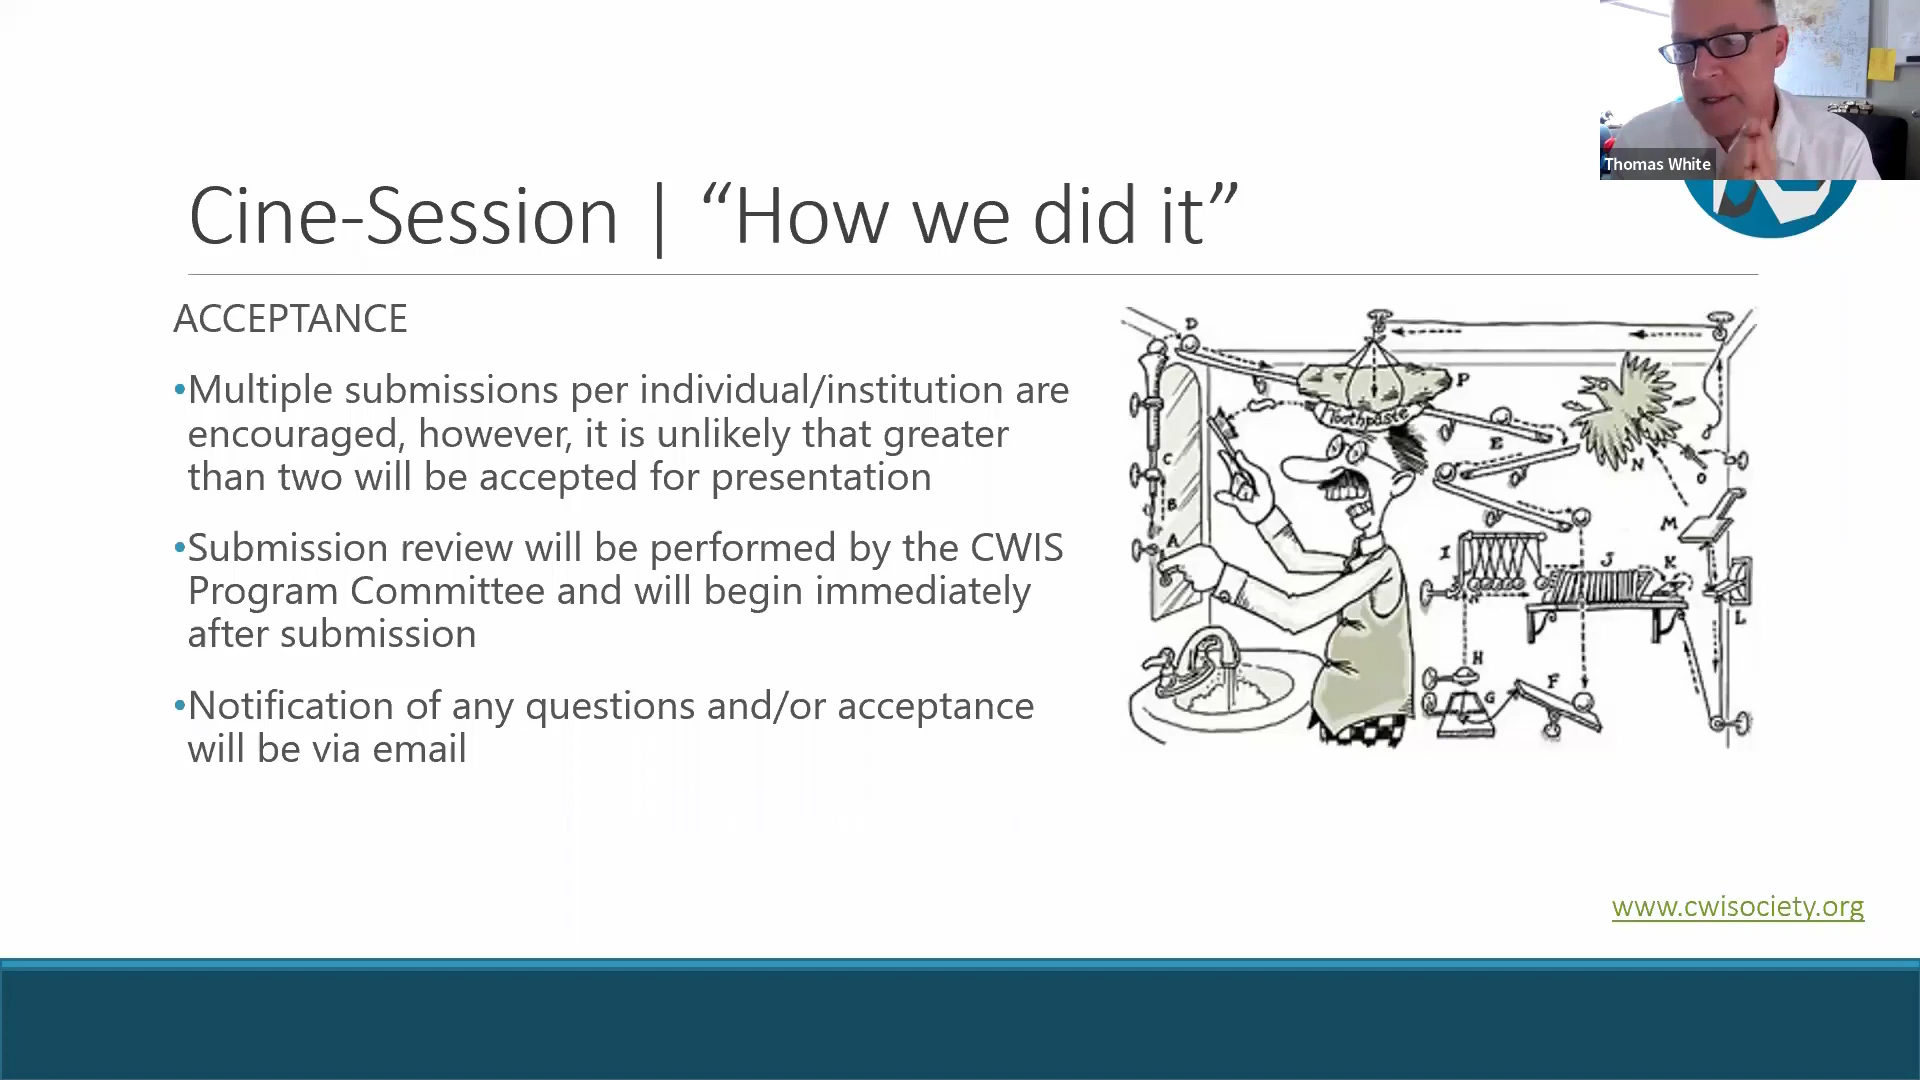 Thomas White
Cine-Session | “How we did it”
ACCEPTANCE
•Multiple submissions per individual/institution are
encouraged, however, it is unlikely that greater
than two will be accepted for presentation
•Submission review will be performed by the CWIS
Program Committee and will begin immediately
after submission
•Notification of any questions and/or acceptance
will be via email
D
P
Toothpaste
E
C
N
O
B
M
A
I
J
K
L
H
F
G
www.cwisociety.org